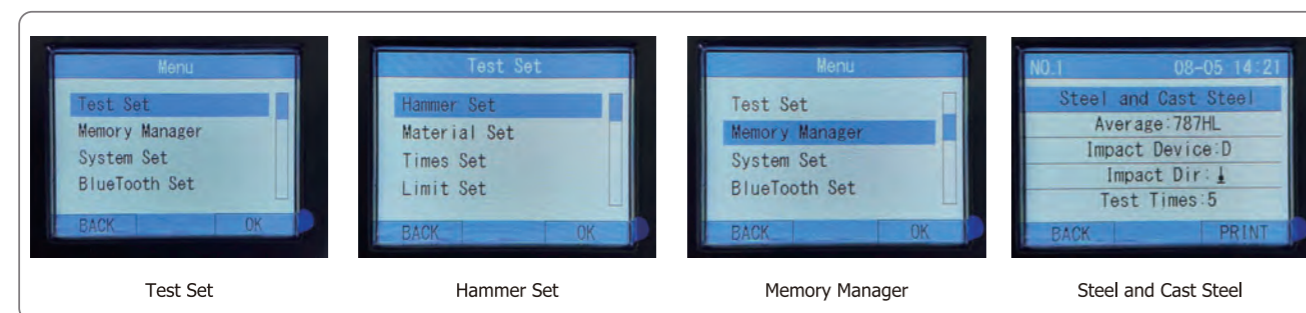 Menu
Test Set
Memory Manager
System Set
BlueTooth Set
BACK OK
Test Set
Test Set
Hammer Set
Material Set
Times Set
Limit Set
BACK OK
Hammer Set
Menu
Test Set
Memory Manager
System Set
BlueTooth Set
BACK OK
Memory Manager
NO.1 08-05 14:21
Steel and Cast Steel
Average:787HL
Impact Device:D
Impact Dir:
Test Times:5
BACK PRINT
Steel and Cast Steel